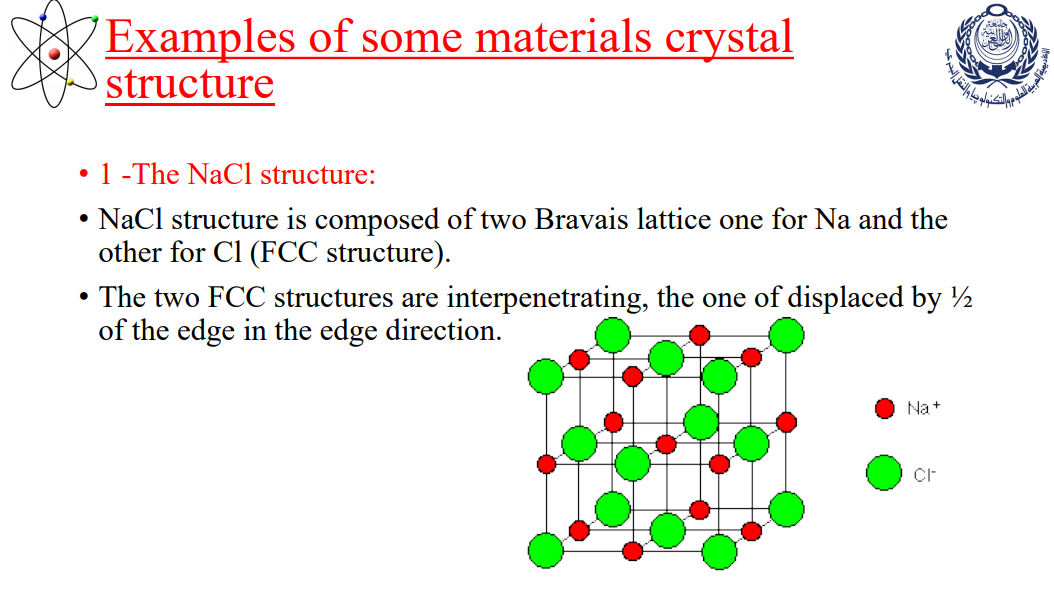 Examples of some materials crystal
structure
• 1 -The NaCl structure:
• NaCl structure is composed of two Bravais lattice one for Na and the
other for Cl (FCC structure).
• The two FCC structures are interpenetrating, the one of displaced by ½
of the edge in the edge direction.
Na⁺
Cl⁻